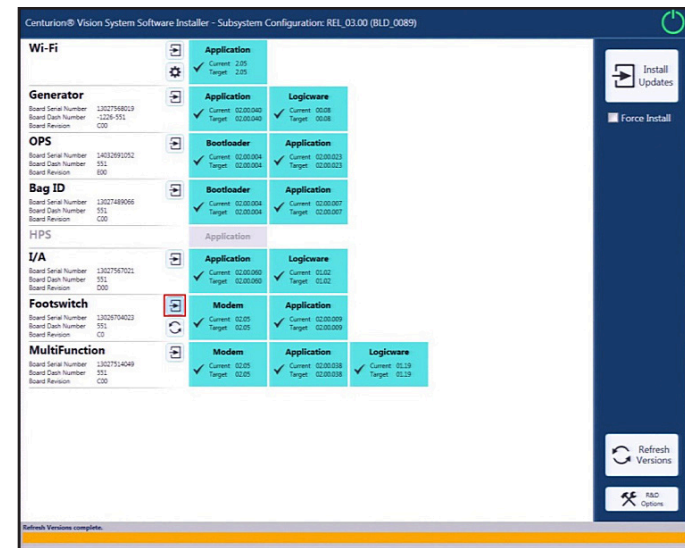 Centurion® Vision System Software Installer - Subsystem Configuration: REL_03.00 (BLD_0089)
Wi-Fi
Application
Current 2.05
Target 2.05
Install Updates
Force Install
Generator
Board Serial Number 13027568019
Board Dash Number -1226-551
Board Revision C00
Application
Current 02.00.040
Target 02.00.040
Logicware
Current 00.08
Target 00.08
OPS
Board Serial Number 14032691052
Board Dash Number 551
Board Revision E00
Bootloader
Current 02.00.004
Target 02.00.004
Application
Current 02.00.023
Target 02.00.023
Bag ID
Board Serial Number 13027489066
Board Dash Number 551
Board Revision C00
Bootloader
Current 02.00.004
Target 02.00.004
Application
Current 02.00.007
Target 02.00.007
HPS
Application
I/A
Board Serial Number 13027567021
Board Dash Number 551
Board Revision D00
Application
Current 02.00.060
Target 02.00.060
Logicware
Current 01.02
Target 01.02
Footswitch
Board Serial Number 13026704023
Board Dash Number 551
Board Revision C0
Modem
Current 02.05
Target 02.05
Application
Current 02.00.009
Target 02.00.009
MultiFunction
Board Serial Number 13027514049
Board Dash Number 551
Board Revision C00
Modem
Current 02.05
Target 02.05
Application
Current 02.00.038
Target 02.00.038
Logicware
Current 01.19
Target 01.19
Refresh
Versions
R&D
Options
Refresh Versions complete.